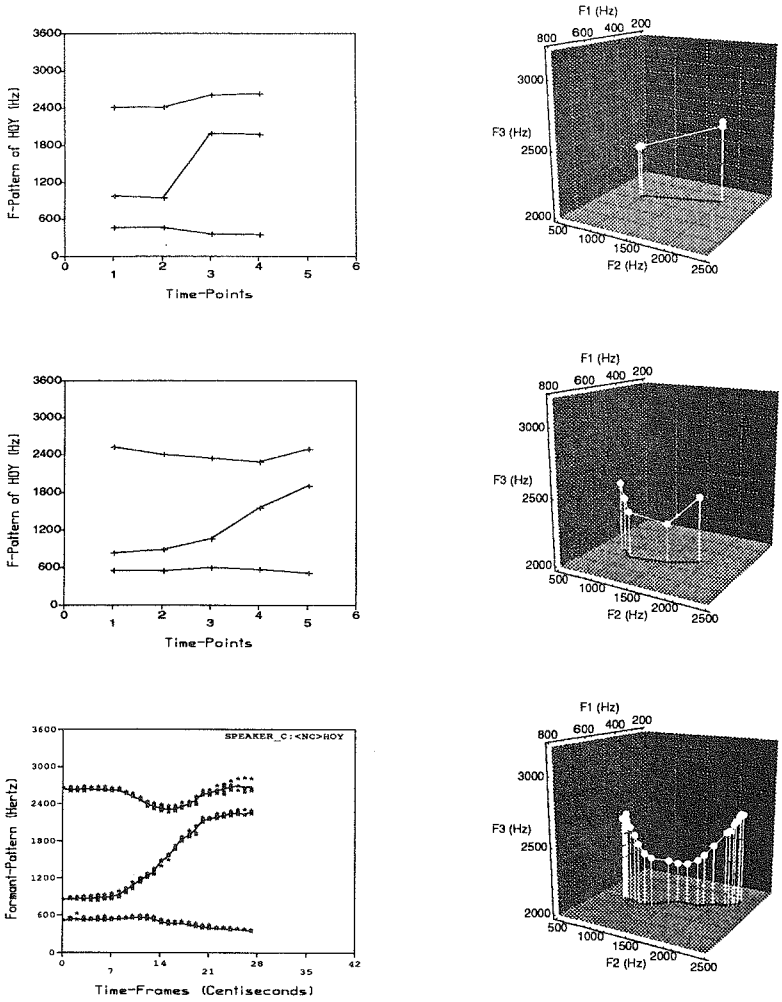 F-Pattern of HOY (Hz)
3600
3000
2400
1800
1200
600
0
0 1 2 3 4 5 6
Time-Points
F1 (Hz)
800 600 400 200
3000
F3 (Hz)
2500
2000
500 1000 1500 2000 2500
F2 (Hz)
F-Pattern of HOY (Hz)
3600
3000
2400
1800
1200
600
0
0 1 2 3 4 5 6
Time-Points
F1 (Hz)
800 600 400 200
3000
F3 (Hz)
2500
2000
500 1000 1500 2000 2500
F2 (Hz)
SPEAKER_C:<NC>HOY
Formant-Pattern (Hertz)
3600
3000
2400
1800
1200
600
0
0 7 14 21 28 35 42
Time-Frames (Centiseconds)
F1 (Hz)
800 600 400 200
3000
F3 (Hz)
2500
2000
500 1000 1500 2000 2500
F2 (Hz)